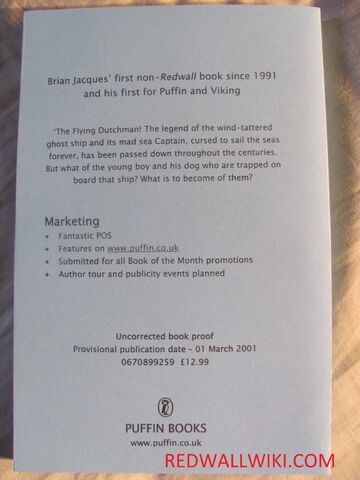 Brian Jacques' first non-Redwall book since 1991
and his first for Puffin and Viking
'The Flying Dutchman! The legend of the wind-tattered
ghost ship and its mad sea Captain, cursed to sail the seas
forever, has been passed down throughout the centuries.
But what of the young boy and his dog who are trapped on
board that ship? What is to become of them?
Marketing
• Fantastic POS
• Features on www.puffin.co.uk
• Submitted for all Book of the Month promotions
• Author tour and publicity events planned
Uncorrected book proof
Provisional publication date – 01 March 2001
0670899259 £12.99
PUFFIN BOOKS
www.puffin.co.uk
REDWALLWIKI.COM